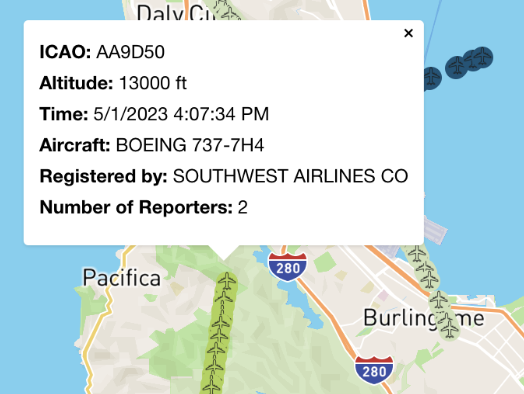 Daly Ci
×
ICAO: AA9D50
Altitude: 13000 ft
Time: 5/1/2023 4:07:34 PM
Aircraft: BOEING 737-7H4
Registered by: SOUTHWEST AIRLINES CO
Number of Reporters: 2
280
Pacifica
Burlingame
280